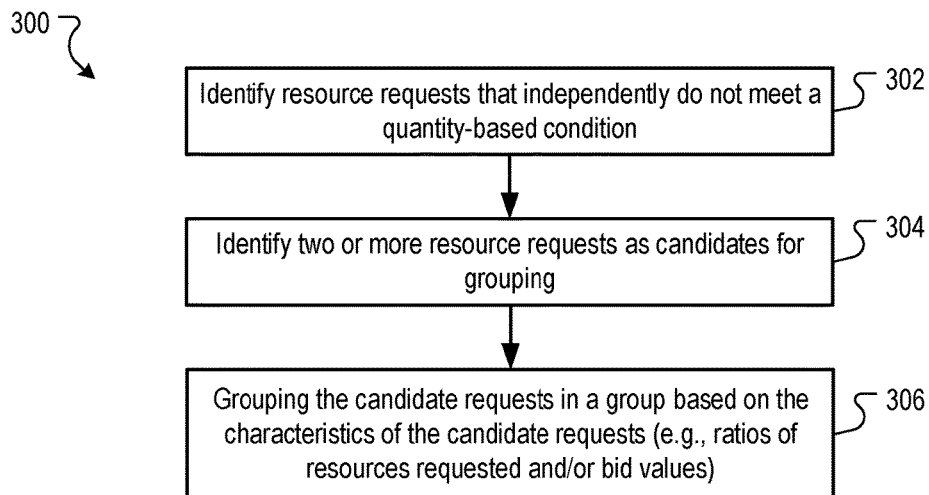 300
Identify resource requests that independently do not meet a
quantity-based condition
302
Identify two or more resource requests as candidates for
grouping
304
Grouping the candidate requests in a group based on the
characteristics of the candidate requests (e.g., ratios of
resources requested and/or bid values)
306